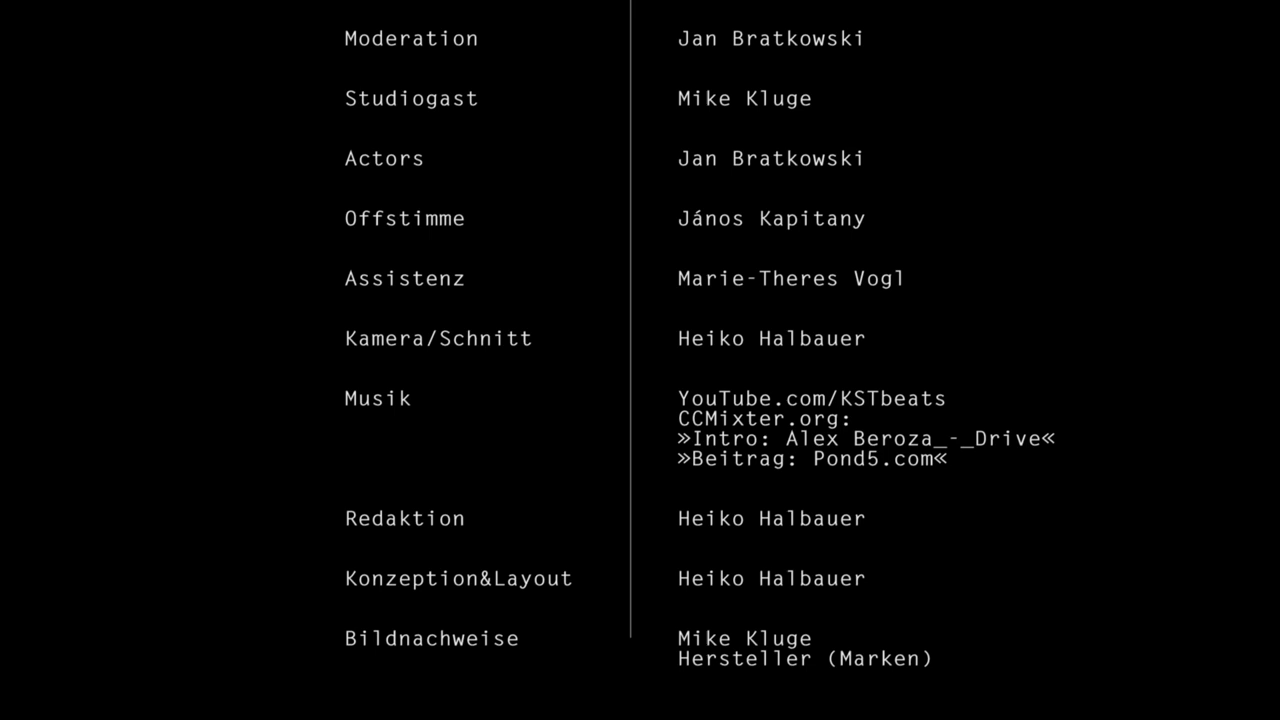 Moderation Jan Bratkowski
Studiogast Mike Kluge
Actors Jan Bratkowski
Offstimme János Kapitany
Assistenz Marie-Theres Vogl
Kamera/Schnitt Heiko Halbauer
Musik YouTube.com/KSTbeats
CCMixter.org:
»Intro: Alex Beroza_-_Drive«
»Beitrag: Pond5.com«
Redaktion Heiko Halbauer
Konzeption&Layout Heiko Halbauer
Bildnachweise Mike Kluge
Hersteller (Marken)